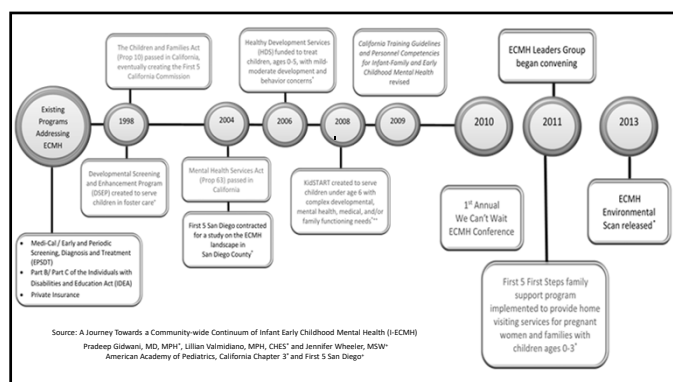 The Children and Families Act
(Prop 10) passed in California,
eventually creating the First 5
California Commission
Healthy Development Services
(HDS) funded to treat
children, ages 0-5, with mild-
moderate development and
behavior concerns*
California Training Guidelines
and Personnel Competencies
for Infant-Family and Early
Childhood Mental Health
revised
ECMH Leaders Group
began convening
Existing
Programs
Addressing
ECMH
1998
2004
2006
2008
2009
2010
2011
2013
Developmental Screening
and Enhancement Program
(DSEP) created to serve
children in foster care*
Mental Health Services Act
(Prop 63) passed in
California
First 5 San Diego contracted
for a study on the ECMH
landscape in
San Diego County*
KidSTART created to serve
children under age 6 with
complex developmental,
mental health, medical, and/or
family functioning needs*++
1st Annual
We Can't Wait
ECMH Conference
ECMH
Environmental
Scan released*
• Medi-Cal / Early and Periodic
Screening, Diagnosis and Treatment
(EPSDT)
• Part B/ Part C of the Individuals with
Disabilities and Education Act (IDEA)
• Private Insurance
First 5 First Steps family
support program
implemented to provide home
visiting services for pregnant
women and families with
children ages 0-3*
Source: A Journey Towards a Community-wide Continuum of Infant Early Childhood Mental Health (I-ECMH)
Pradeep Gidwani, MD, MPH*, Lillian Valmidiano, MPH, CHES* and Jennifer Wheeler, MSW+
American Academy of Pediatrics, California Chapter 3* and First 5 San Diego+